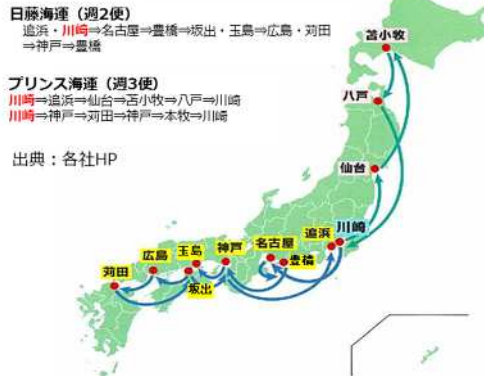 日藤海運（週2便）
追浜・川崎⇒名古屋⇒豊橋⇒坂出・玉島⇒広島・苅田
⇒神戸⇒豊橋
プリンス海運（週3便）
川崎⇒追浜⇒仙台⇒苫小牧⇒八戸⇒川崎
川崎⇒神戸⇒苅田⇒神戸⇒本牧⇒川崎
出典：各社HP
苫小牧
八戸
仙台
川崎
追浜
名古屋
豊橋
神戸
玉島
坂出
広島
苅田